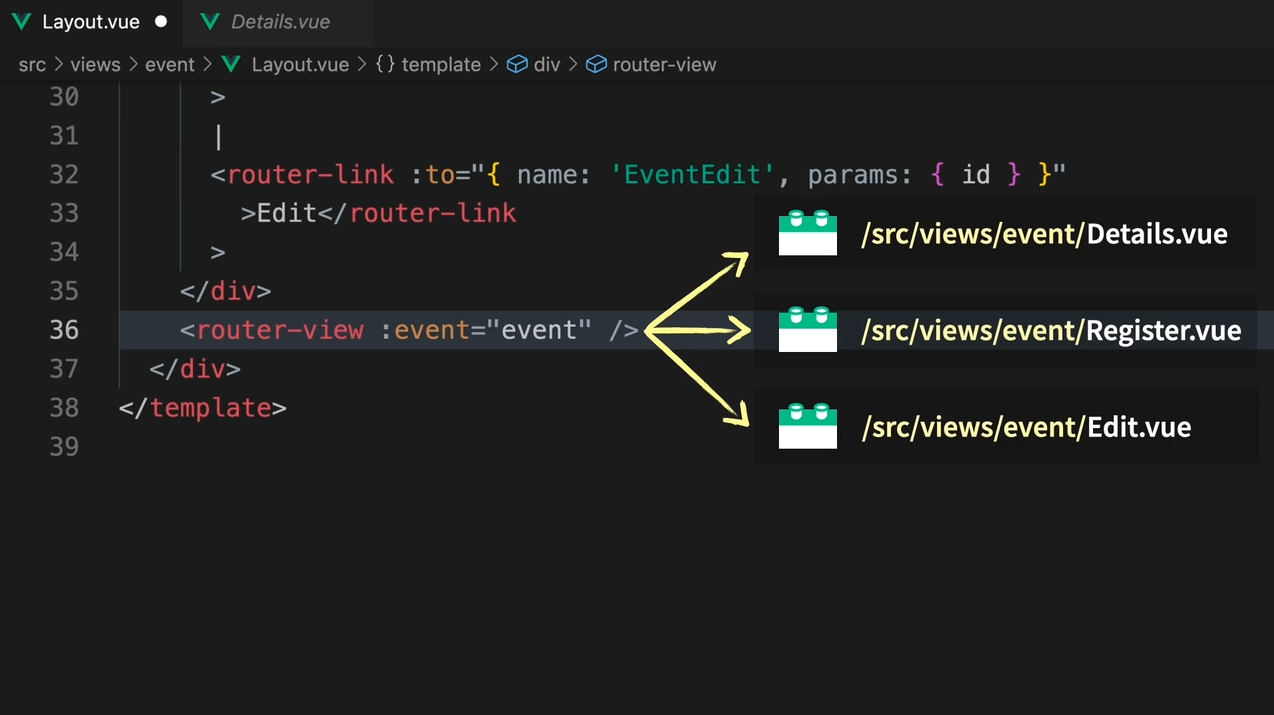 Layout.vue ● Details.vue
src > views > event > Layout.vue > {} template > div > router-view
30 >
31 |
32 <router-link :to="{ name: 'EventEdit', params: { id } }"
33 >Edit</router-link
34 >
35 </div>
36 <router-view :event="event" />
37 </div>
38 </template>
39
/src/views/event/Details.vue
/src/views/event/Register.vue
/src/views/event/Edit.vue